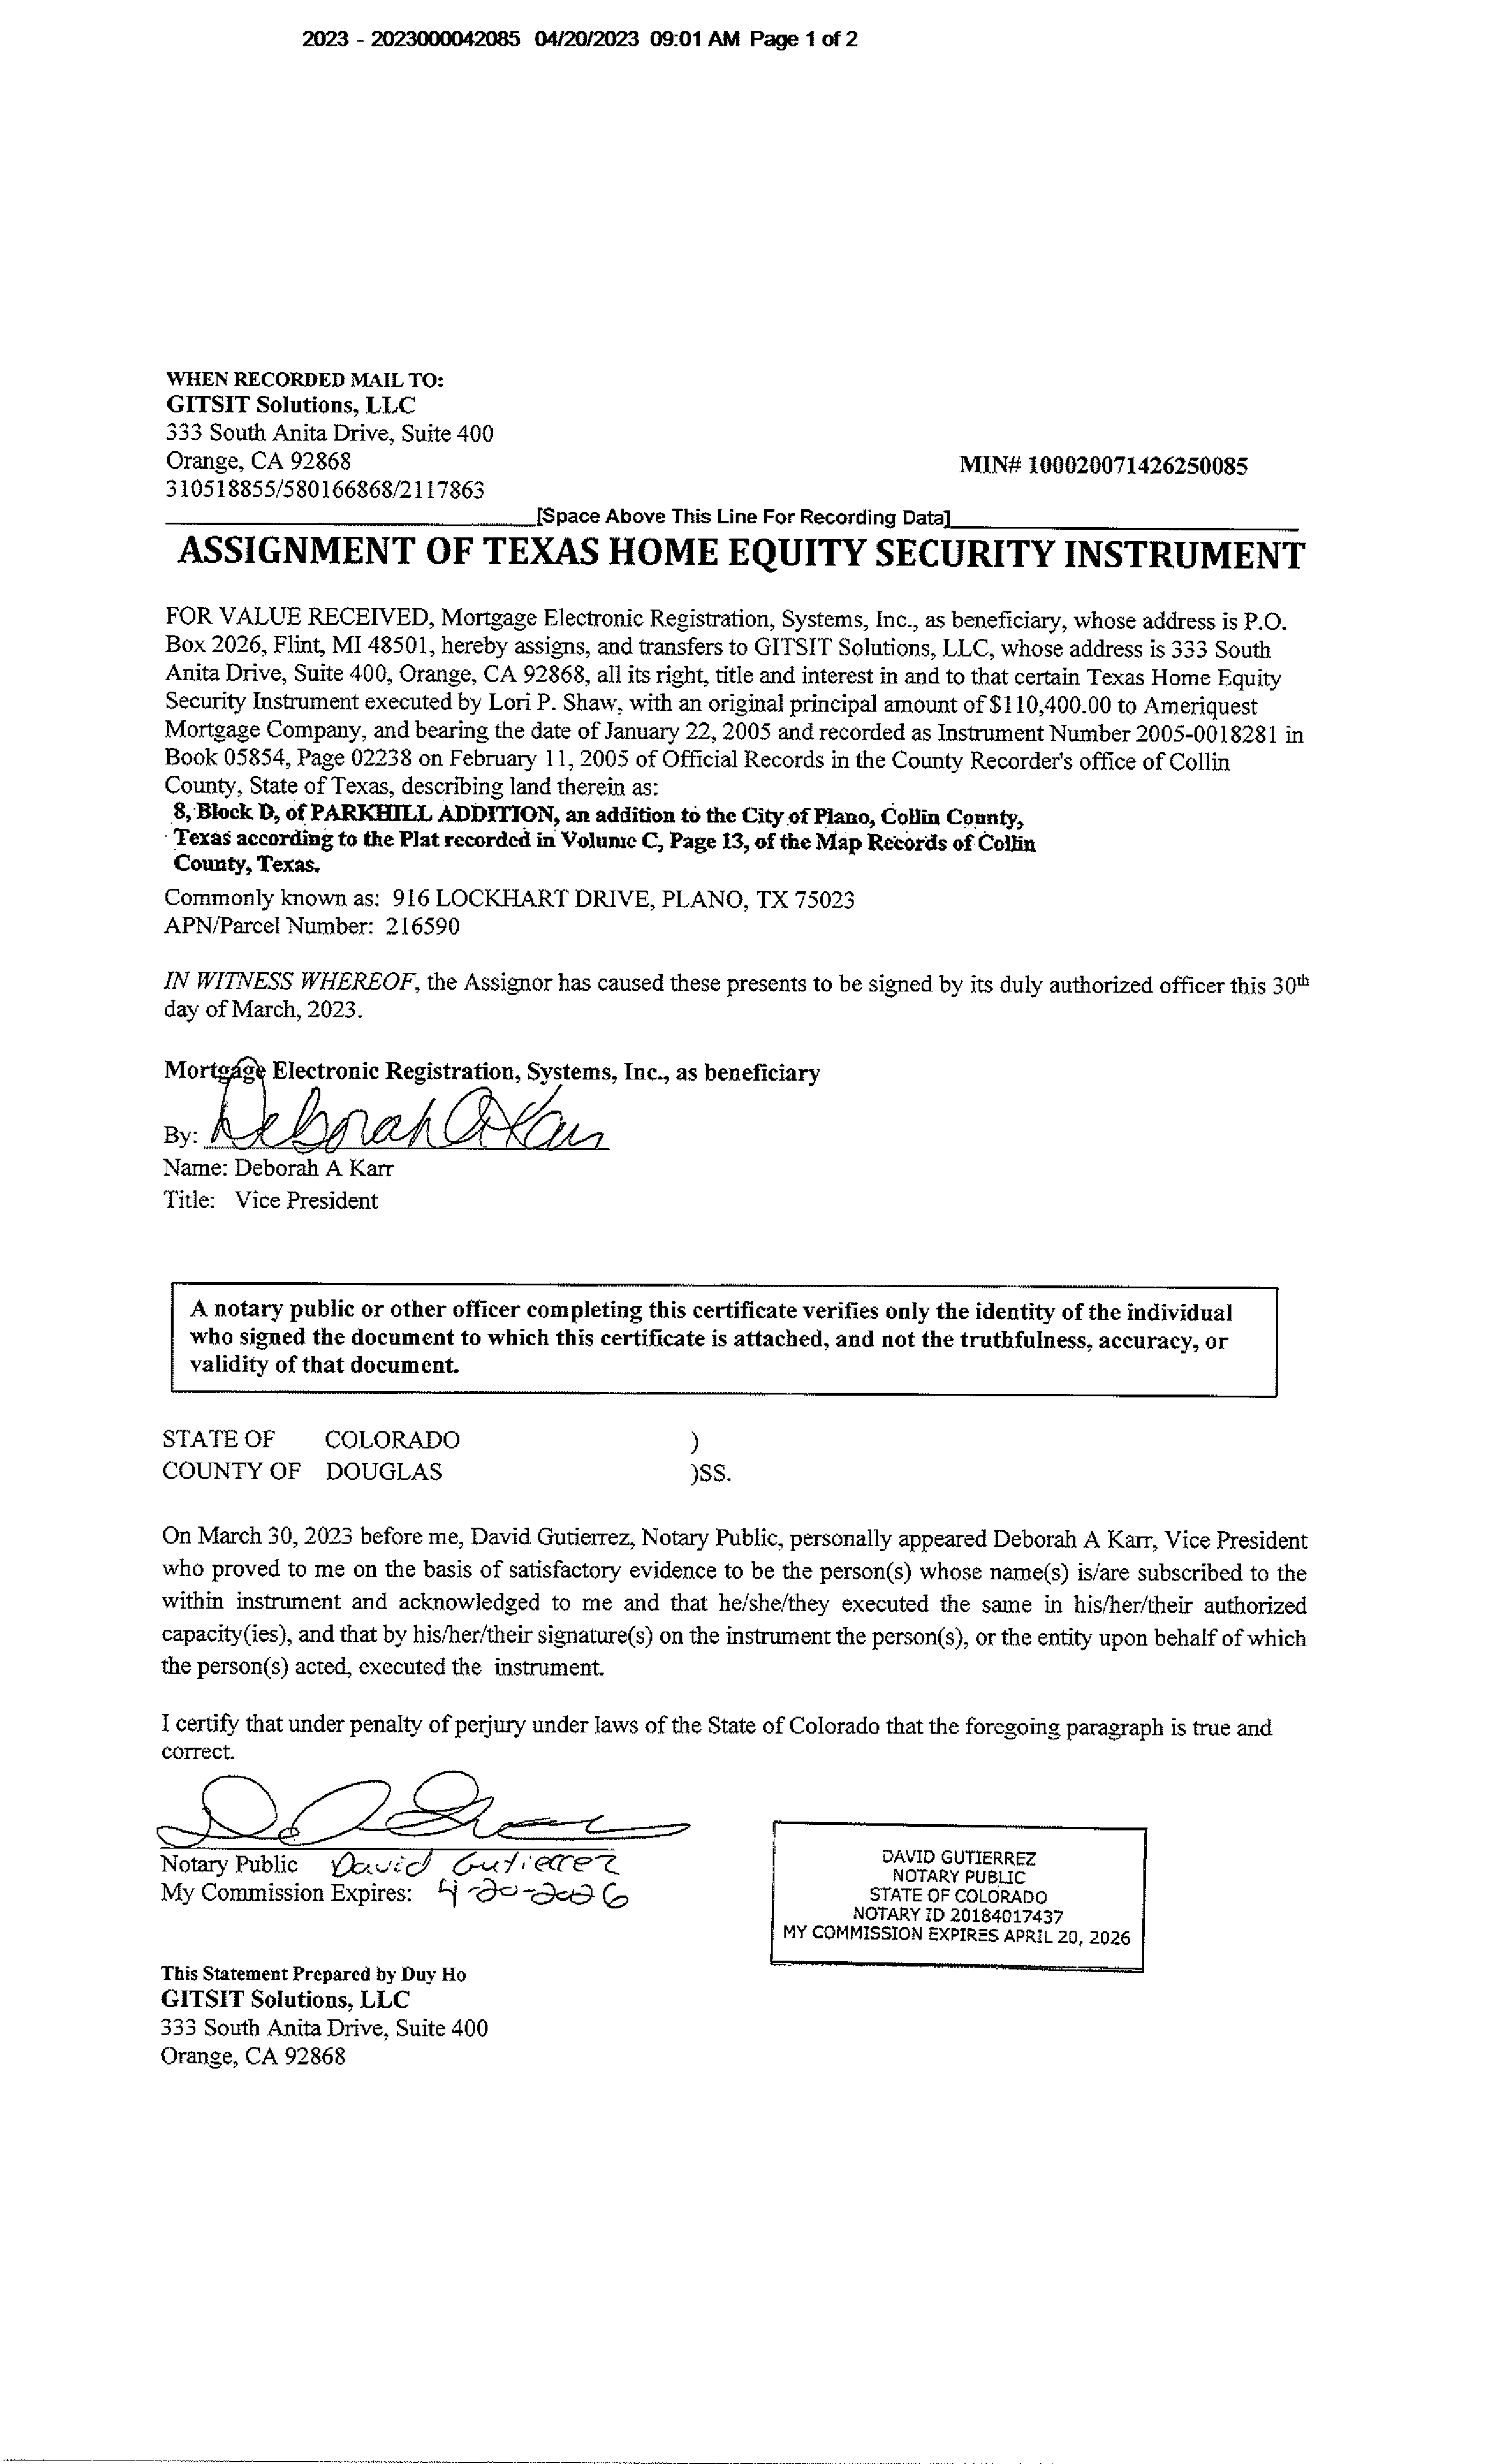 2023 - 2023000042085 04/20/2023 09:01 AM Page 1 of 2
WHEN RECORDED MAIL TO:
GITSIT Solutions, LLC
333 South Anita Drive, Suite 400
Orange, CA 92868
MIN# 100020071426250085
310518855/580166868/2117863
[Space Above This Line For Recording Data]
ASSIGNMENT OF TEXAS HOME EQUITY SECURITY INSTRUMENT
FOR VALUE RECEIVED, Mortgage Electronic Registration, Systems, Inc., as beneficiary, whose address is P.O.
Box 2026, Flint, MI 48501, hereby assigns, and transfers to GITSIT Solutions, LLC, whose address is 333 South
Anita Drive, Suite 400, Orange, CA 92868, all its right, title and interest in and to that certain Texas Home Equity
Security Instrument executed by Lori P. Shaw, with an original principal amount of $110,400.00 to Ameriquest
Mortgage Company, and bearing the date of January 22, 2005 and recorded as Instrument Number 2005-0018281 in
Book 05854, Page 02238 on February 11, 2005 of Official Records in the County Recorder's office of Collin
County, State of Texas, describing land therein as:
8, Block D, of PARKHILL ADDITION, an addition to the City of Plano, Collin County,
Texas according to the Plat recorded in Volume C, Page 13, of the Map Records of Collin
County, Texas.
Commonly known as: 916 LOCKHART DRIVE, PLANO, TX 75023
APN/Parcel Number: 216590
IN WITNESS WHEREOF, the Assignor has caused these presents to be signed by its duly authorized officer this 30th
day of March, 2023.
Mortgage Electronic Registration, Systems, Inc., as beneficiary
By: Deborah A Karr
Name: Deborah A Karr
Title: Vice President
A notary public or other officer completing this certificate verifies only the identity of the individual
who signed the document to which this certificate is attached, and not the truthfulness, accuracy, or
validity of that document.
STATE OF COLORADO )
COUNTY OF DOUGLAS )SS.
On March 30, 2023 before me, David Gutierrez, Notary Public, personally appeared Deborah A Karr, Vice President
who proved to me on the basis of satisfactory evidence to be the person(s) whose name(s) is/are subscribed to the
within instrument and acknowledged to me and that he/she/they executed the same in his/her/their authorized
capacity(ies), and that by his/her/their signature(s) on the instrument the person(s), or the entity upon behalf of which
the person(s) acted, executed the instrument.
I certify that under penalty of perjury under laws of the State of Colorado that the foregoing paragraph is true and
correct.
Notary Public David Gutierrez
My Commission Expires: 4-20-2026
DAVID GUTIERREZ
NOTARY PUBLIC
STATE OF COLORADO
NOTARY ID 20184017437
MY COMMISSION EXPIRES APRIL 20, 2026
This Statement Prepared by Duy Ho
GITSIT Solutions, LLC
333 South Anita Drive, Suite 400
Orange, CA 92868